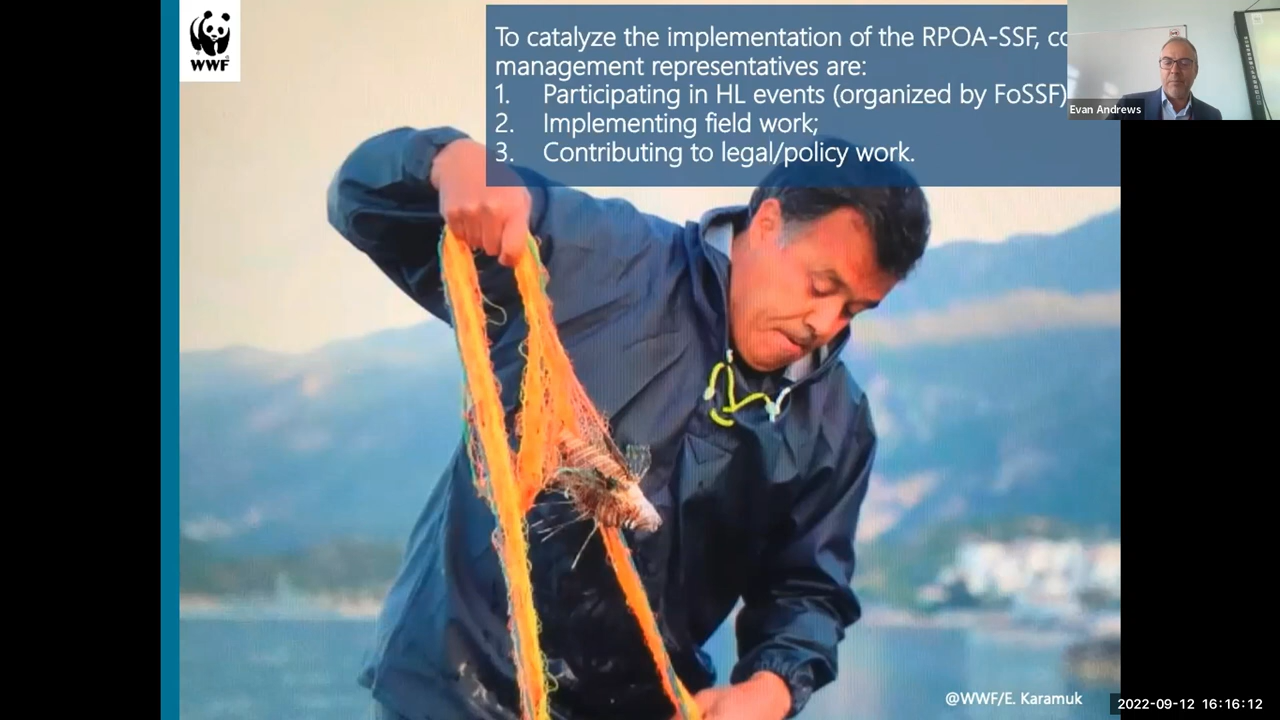 WWF
To catalyze the implementation of the RPOA-SSF,
management representatives are:
1. Participating in HL events (organized by FoSSF)
2. Implementing field work;
3. Contributing to legal/policy work.
Evan Andrews
@WWF/E. Karamuk
2022-09-12 16:16:12